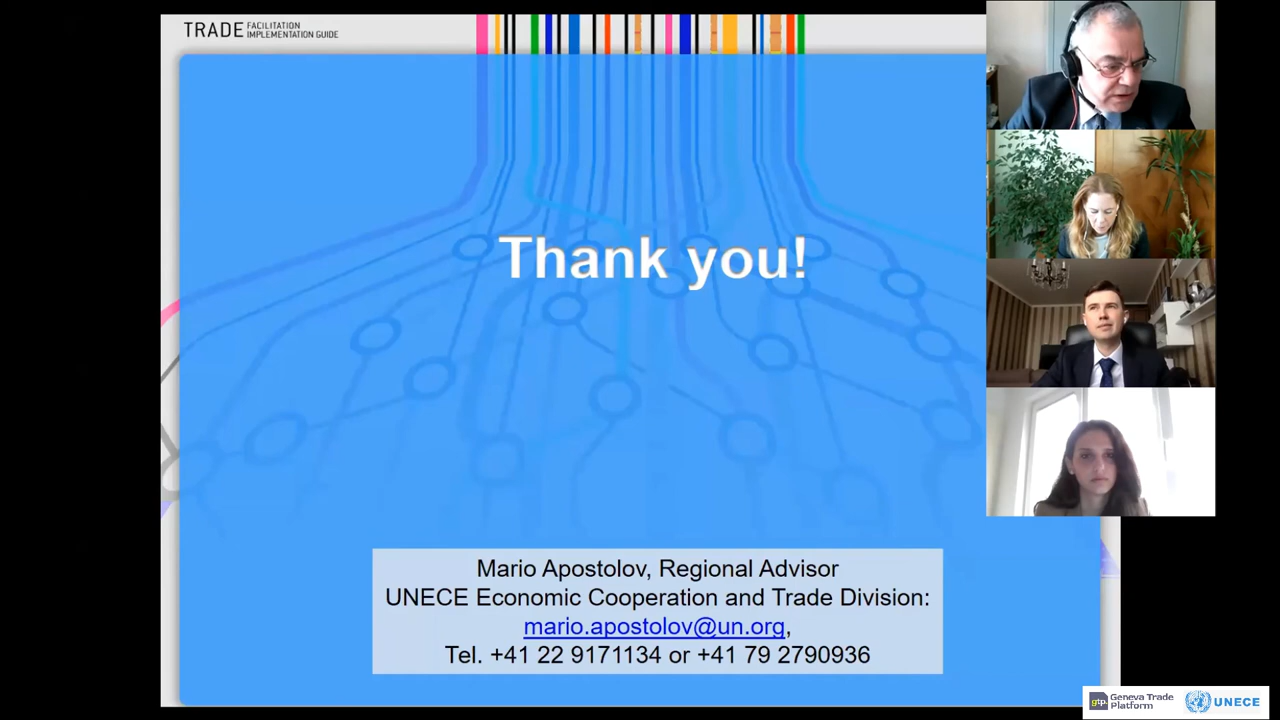 TRADE FACILITATION
IMPLEMENTATION GUIDE
Thank you!
Mario Apostolov, Regional Advisor
UNECE Economic Cooperation and Trade Division:
mario.apostolov@un.org,
Tel. +41 22 9171134 or +41 79 2790936
gtp Geneva Trade
Platform
UNECE